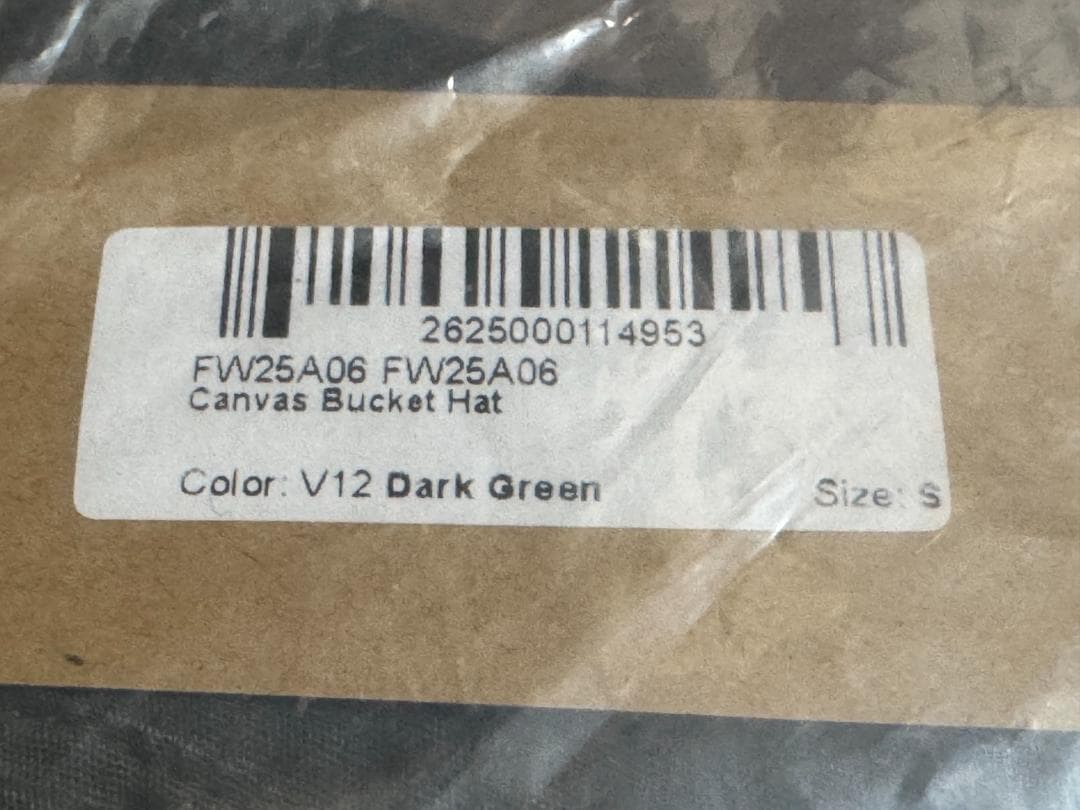 2625000114953
FW25A06 FW25A06
Canvas Bucket Hat
Color: V12 Dark Green
Size: S